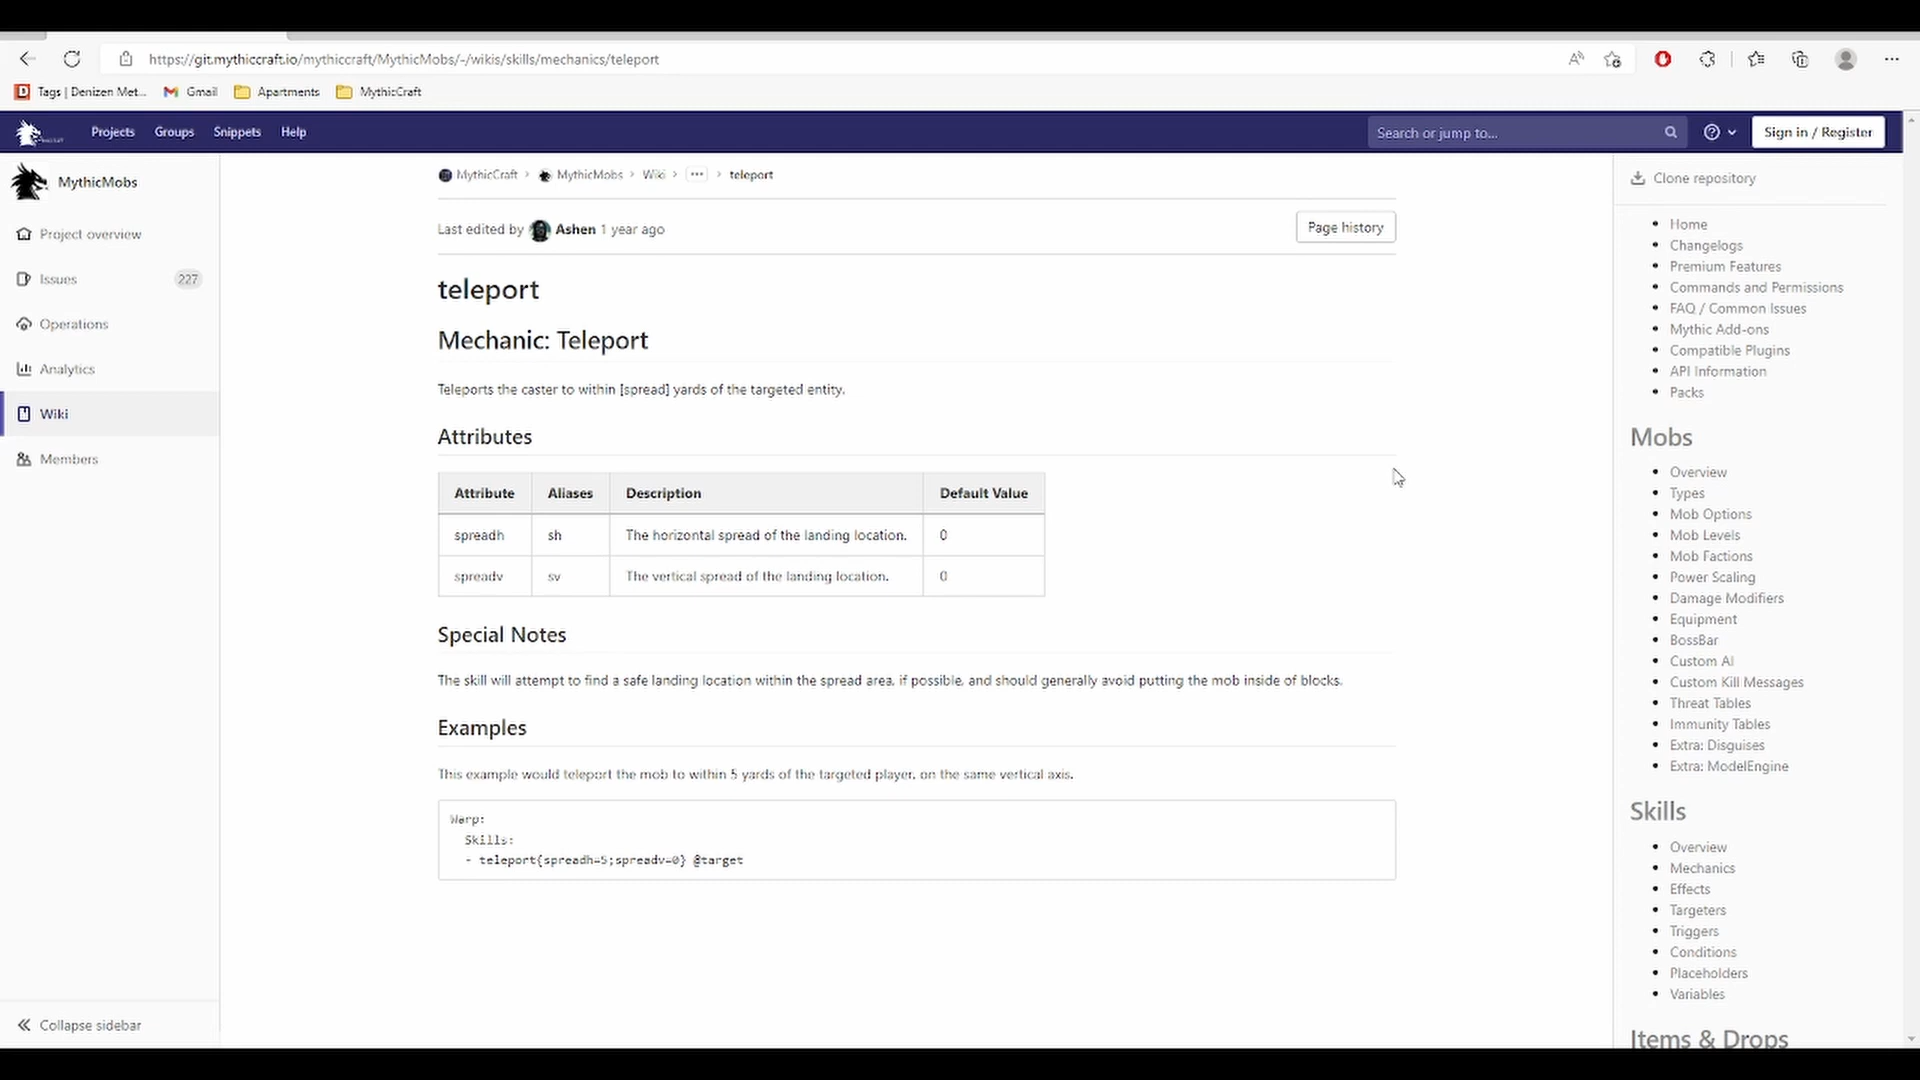 https://git.mythiccraft.io/mythiccraft/MythicMobs/-/wikis/skills/mechanics/teleport
Tags | Denizen Met... Gmail Apartments MythicCraft
Projects Groups Snippets Help Search or jump to... Sign in / Register
MythicMobs
Project overview
Issues 227
Operations
Analytics
Wiki
Members
Collapse sidebar
MythicCraft › MythicMobs › Wiki › ... › teleport
Last edited by Ashen 1 year ago Page history
teleport
Mechanic: Teleport
Teleports the caster to within [spread] yards of the targeted entity.
Attributes
Attribute Aliases Description Default Value
spreadh sh The horizontal spread of the landing location. 0
spreadv sv The vertical spread of the landing location. 0
Special Notes
The skill will attempt to find a safe landing location within the spread area, if possible, and should generally avoid putting the mob inside of blocks.
Examples
This example would teleport the mob to within 5 yards of the targeted player, on the same vertical axis.
Warp:
Skills:
- teleport{spreadh=5;spreadv=0} @target
Clone repository
Home
Changelogs
Premium Features
Commands and Permissions
FAQ / Common Issues
Mythic Add-ons
Compatible Plugins
API Information
Packs
Mobs
Overview
Types
Mob Options
Mob Levels
Mob Factions
Power Scaling
Damage Modifiers
Equipment
BossBar
Custom AI
Custom Kill Messages
Threat Tables
Immunity Tables
Extra: Disguises
Extra: ModelEngine
Skills
Overview
Mechanics
Effects
Targeters
Triggers
Conditions
Placeholders
Variables
Items & Drops